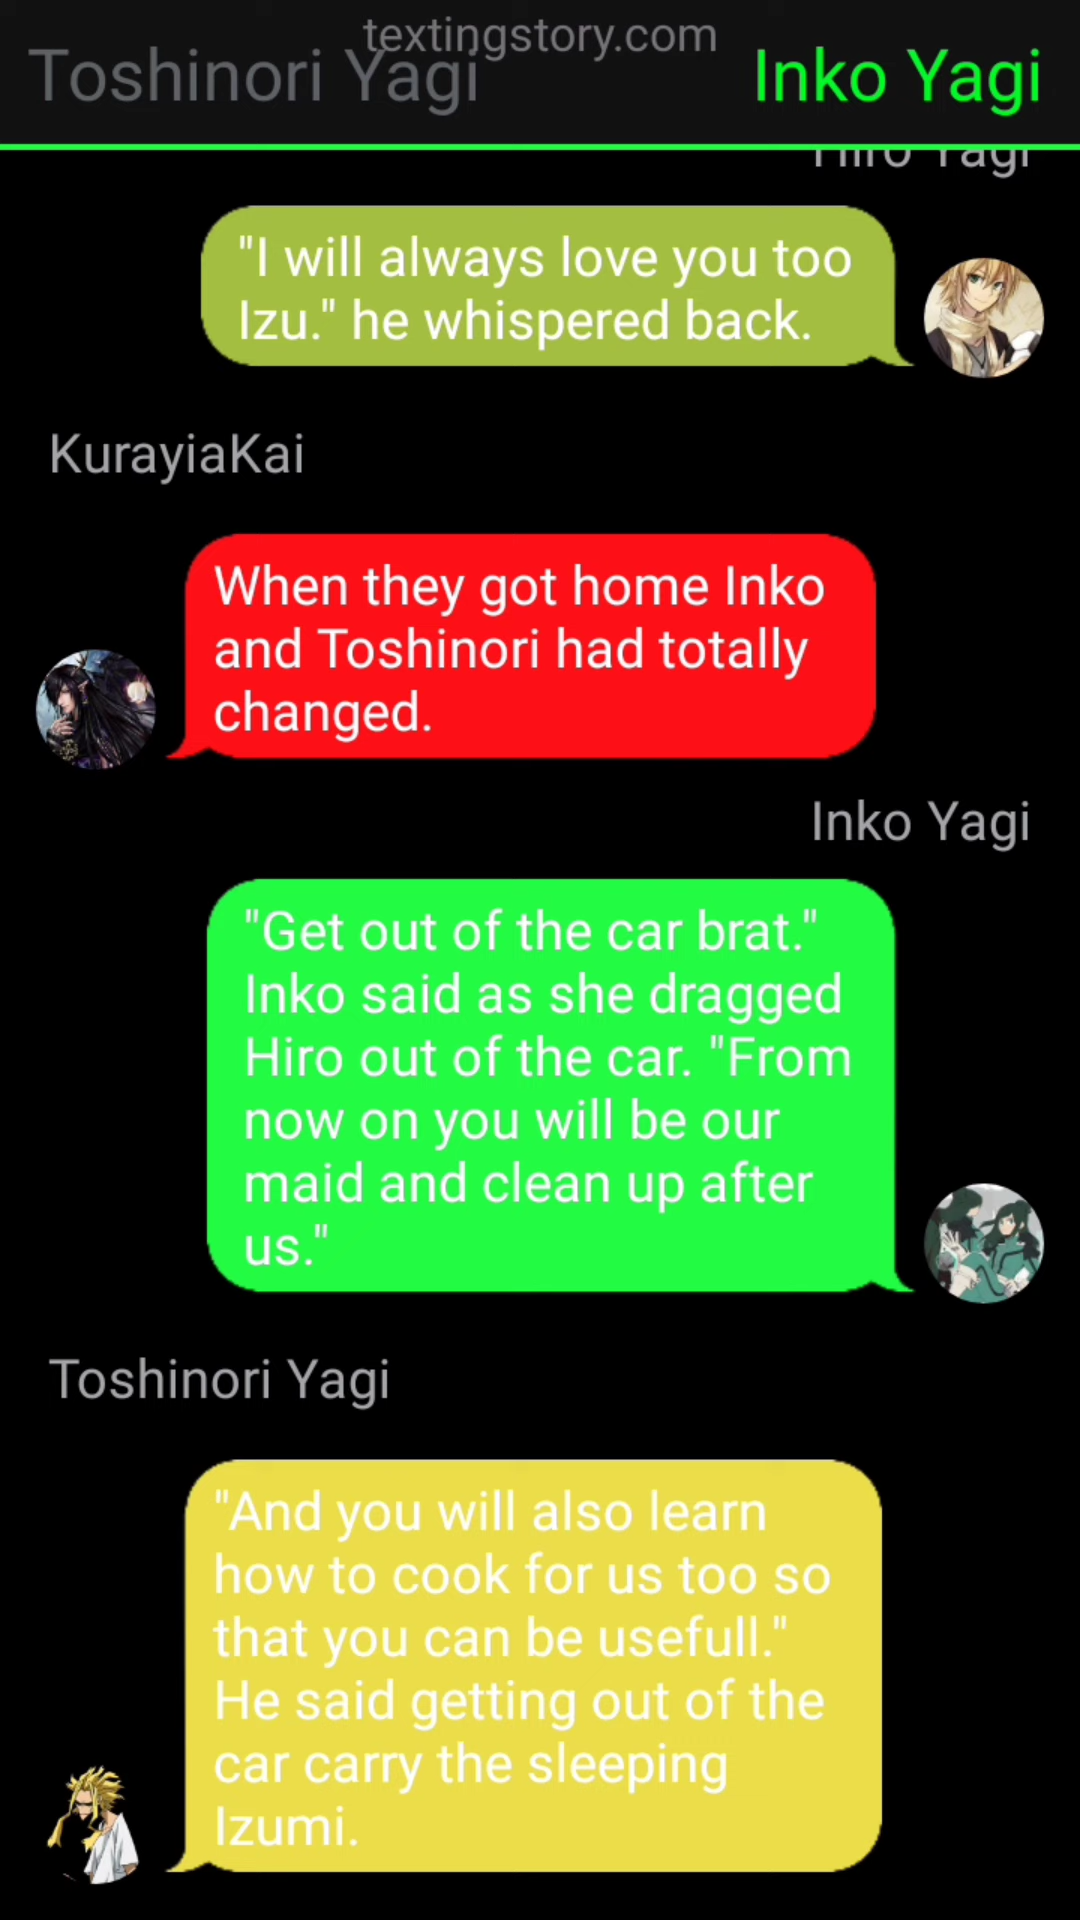 textingstory.com
Toshinori Yagi
Inko Yagi
Hiro Yagi
"I will always love you too
Izu." he whispered back.
KurayiaKai
When they got home Inko
and Toshinori had totally
changed.
Inko Yagi
"Get out of the car brat."
Inko said as she dragged
Hiro out of the car. "From
now on you will be our
maid and clean up after
us."
Toshinori Yagi
"And you will also learn
how to cook for us too so
that you can be usefull."
He said getting out of the
car carry the sleeping
Izumi.